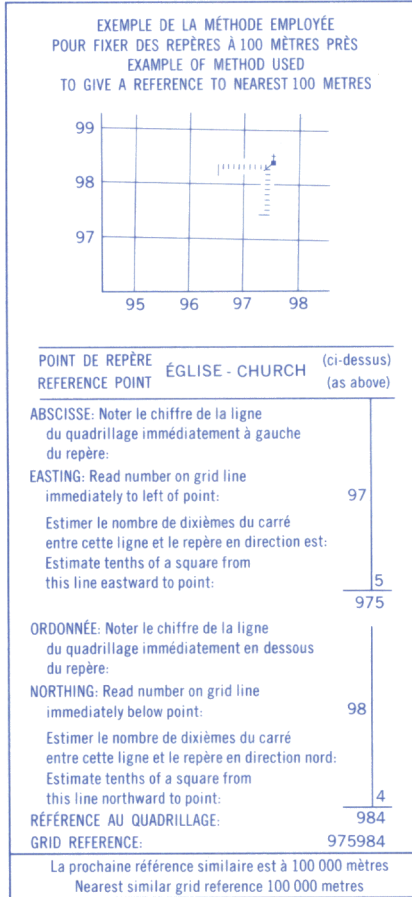 EXEMPLE DE LA MÉTHODE EMPLOYÉE
POUR FIXER DES REPÈRES À 100 MÈTRES PRÈS
EXAMPLE OF METHOD USED
TO GIVE A REFERENCE TO NEAREST 100 METRES
99
98
97
95 96 97 98
POINT DE REPÈRE
REFERENCE POINT
ÉGLISE - CHURCH
(ci-dessus)
(as above)
ABSCISSE: Noter le chiffre de la ligne
du quadrillage immédiatement à gauche
du repère:
EASTING: Read number on grid line
immediately to left of point: 97
Estimer le nombre de dixièmes du carré
entre cette ligne et le repère en direction est:
Estimate tenths of a square from
this line eastward to point: 5
975
ORDONNÉE: Noter le chiffre de la ligne
du quadrillage immédiatement en dessous
du repère:
NORTHING: Read number on grid line
immediately below point: 98
Estimer le nombre de dixièmes du carré
entre cette ligne et le repère en direction nord:
Estimate tenths of a square from
this line northward to point: 4
RÉFÉRENCE AU QUADRILLAGE: 984
GRID REFERENCE: 975984
La prochaine référence similaire est à 100 000 mètres
Nearest similar grid reference 100 000 metres